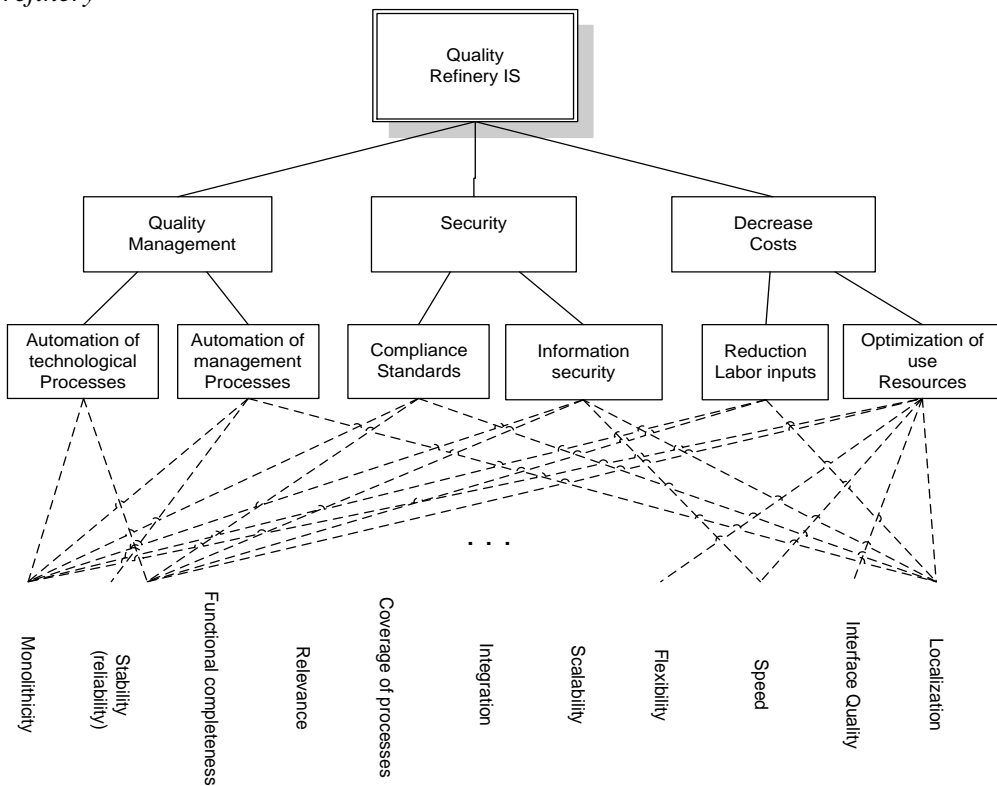 refinery
Quality
Refinery IS
Quality
Management
Security
Decrease
Costs
Automation of
technological
Processes
Automation of
management
Processes
Compliance
Standards
Information
security
Reduction
Labor inputs
Optimization of
use
Resources
. . .
Monolithicity
Stability
(reliability)
Functional completeness
Relevance
Coverage of processes
Integration
Scalability
Flexibility
Speed
Interface Quality
Localization